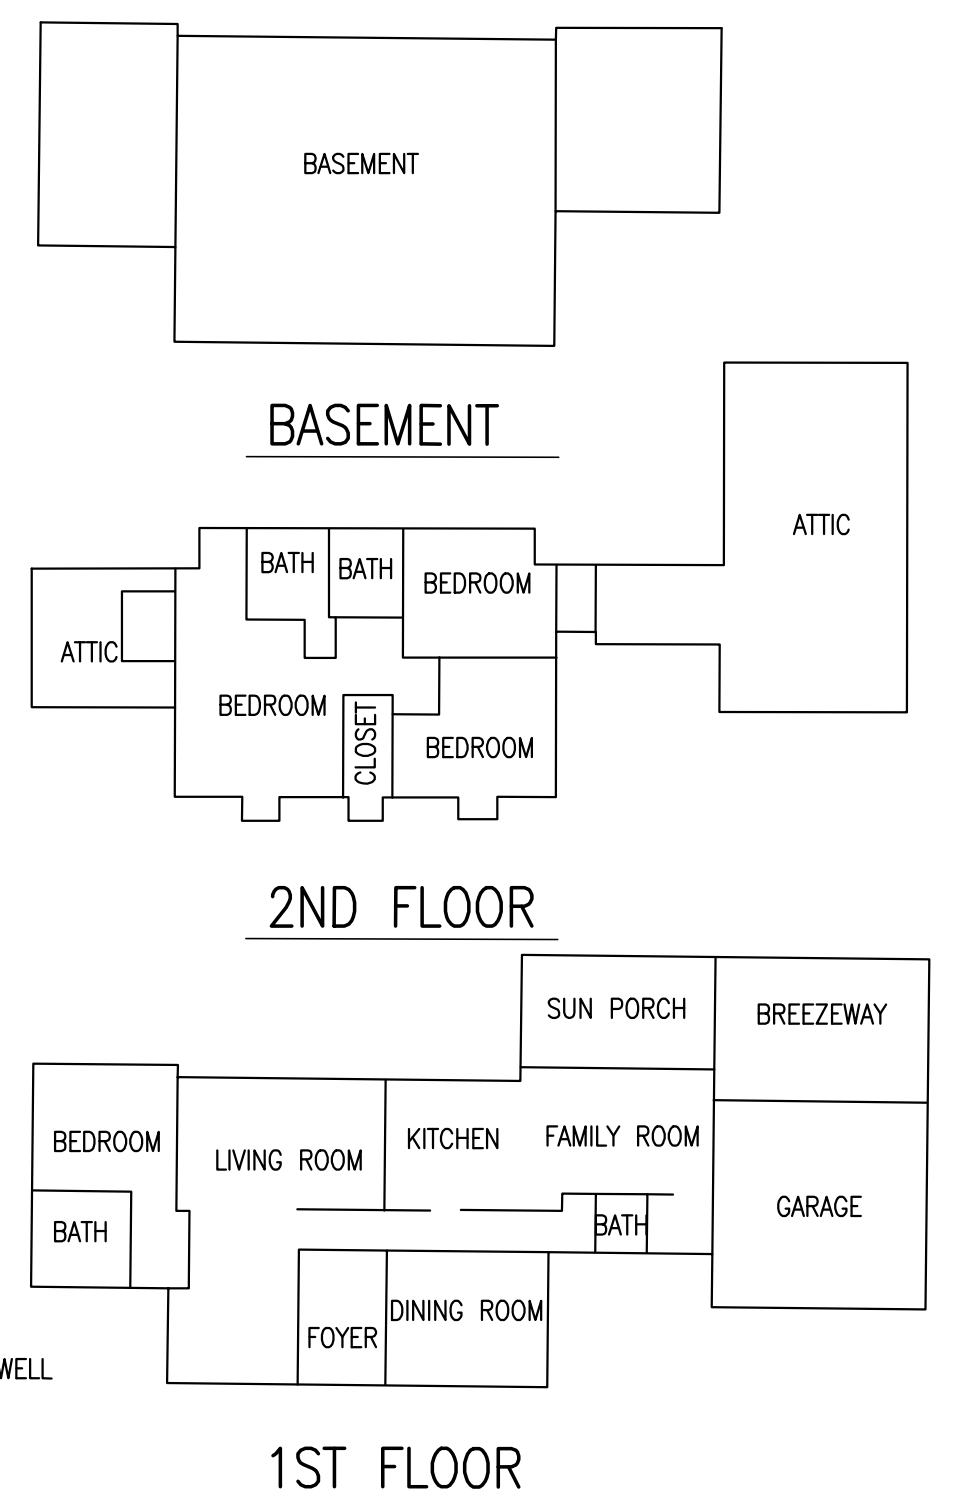 BASEMENT
BASEMENT
ATTIC
BATH
BATH
BEDROOM
ATTIC
BEDROOM
CLOSET
BEDROOM
2ND FLOOR
SUN PORCH
BREEZEWAY
BEDROOM
LIVING ROOM
KITCHEN
FAMILY ROOM
BATH
BATH
GARAGE
FOYER
DINING ROOM
WELL
1ST FLOOR